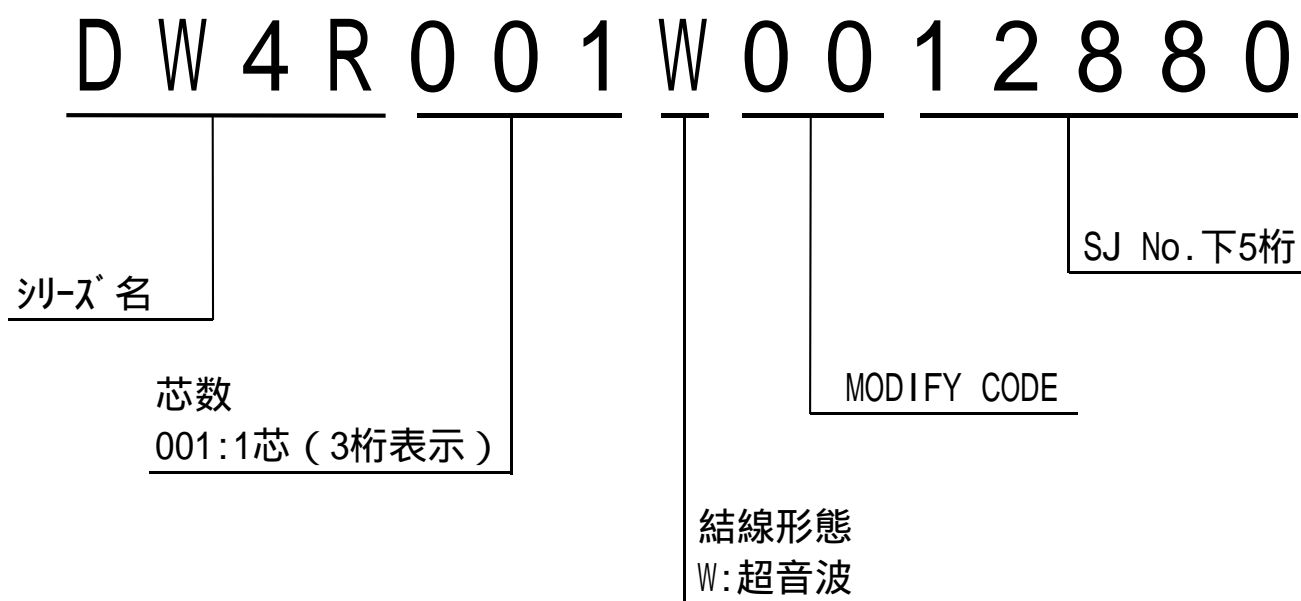 DW4R001W0012880
SJ No.下5桁
ｼﾘｰｽﾞ名
芯数
001:1芯(3桁表示)
MODIFY CODE
結線形態
W:超音波